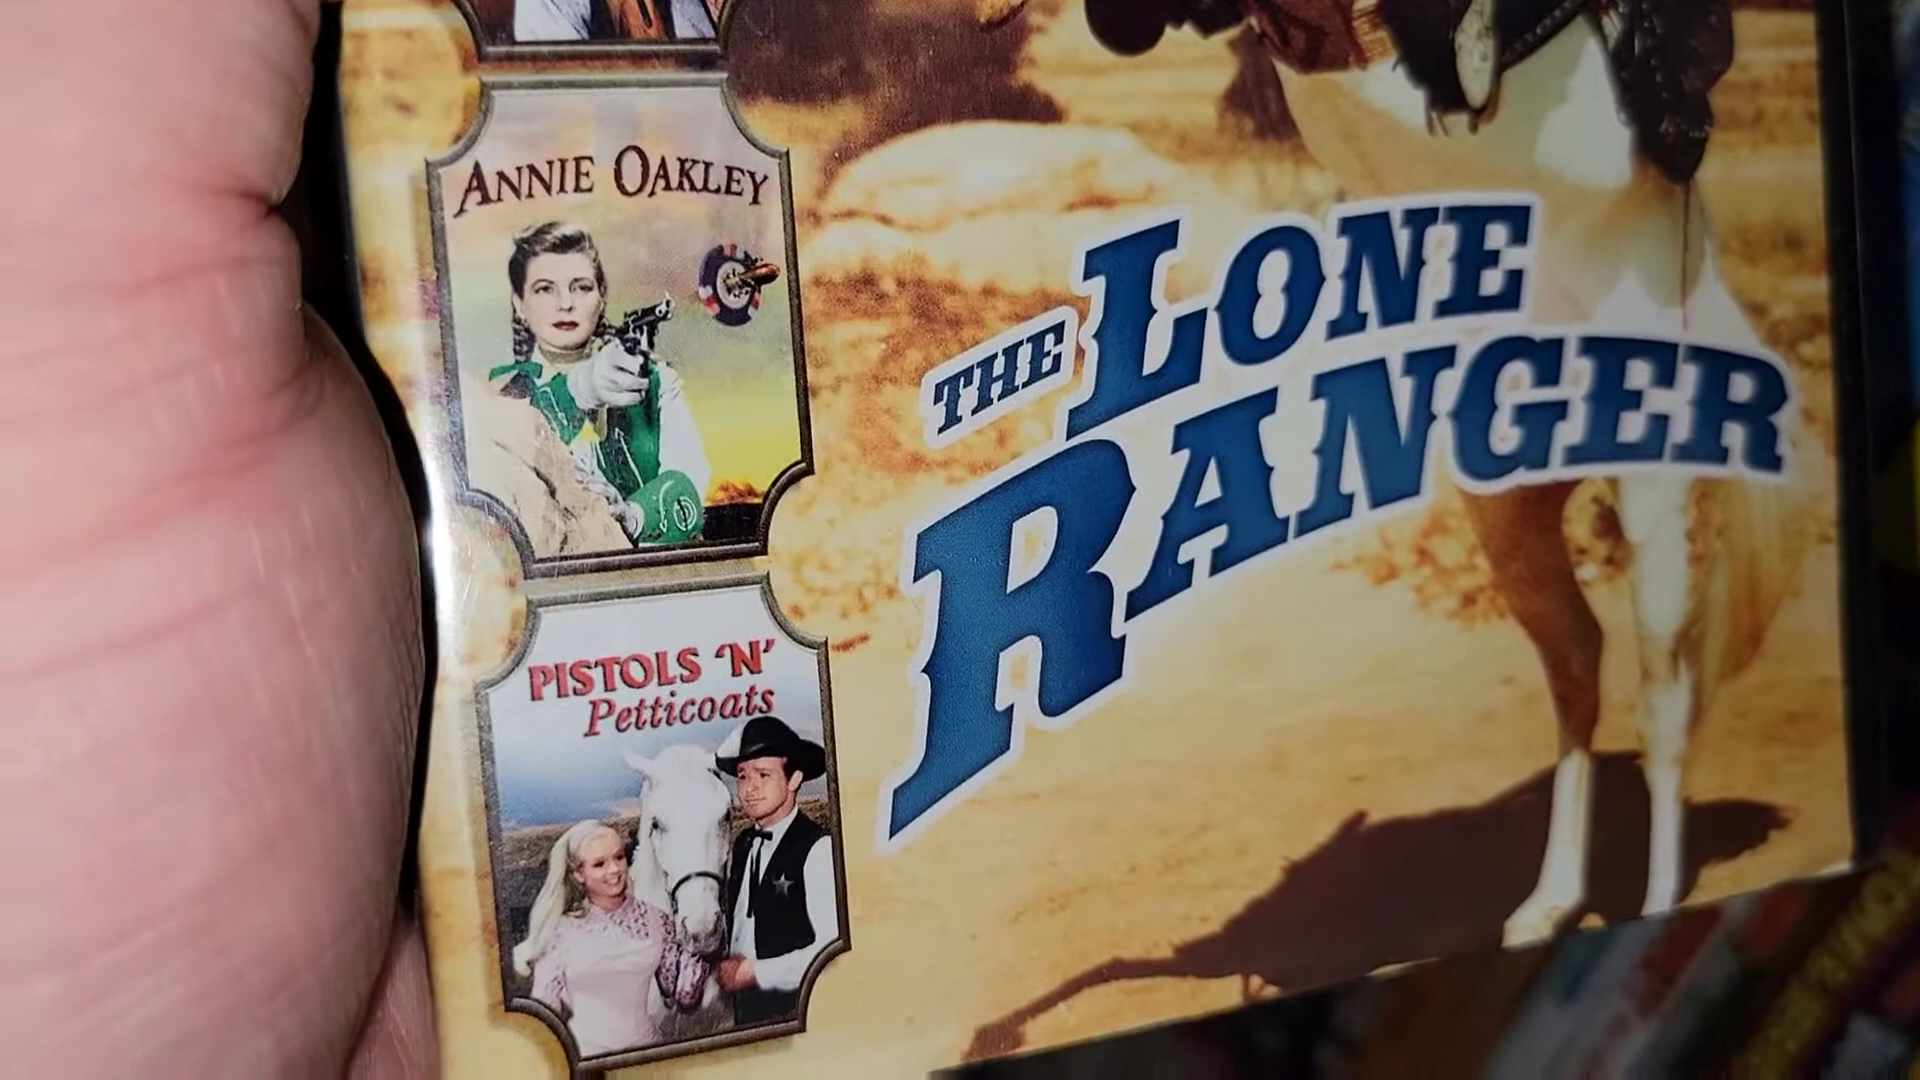 ANNIE OAKLEY
THE LONE
RANGER
PISTOLS 'N'
Petticoats